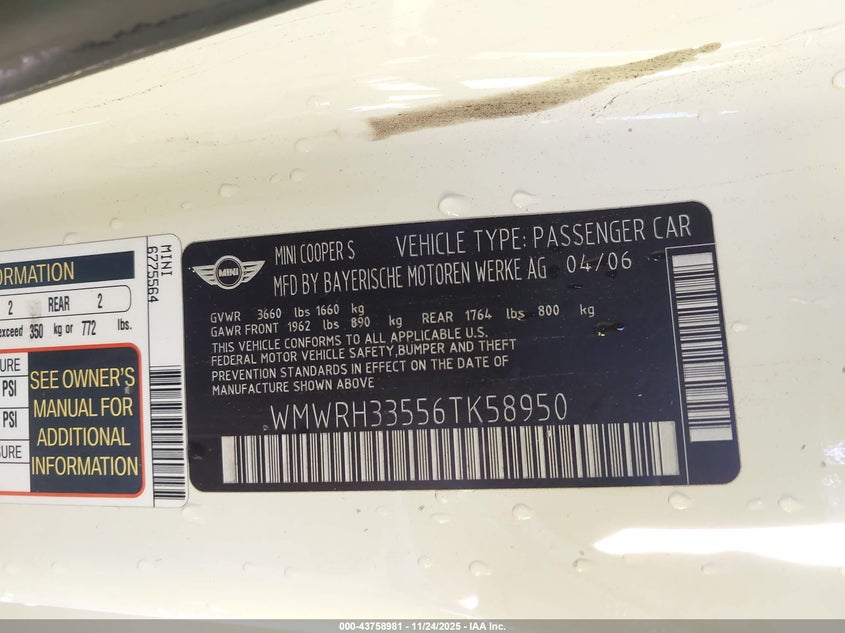 MINI
MINI COOPER S VEHICLE TYPE: PASSENGER CAR
MFD BY BAYERISCHE MOTOREN WERKE AG 04/06
GVWR 3660 lbs 1660 kg
GAWR FRONT 1962 lbs 890 kg REAR 1764 lbs 800 kg
THIS VEHICLE CONFORMS TO ALL APPLICABLE U.S.
FEDERAL MOTOR VEHICLE SAFETY,BUMPER AND THEFT
PREVENTION STANDARDS IN EFFECT ON THE DATE OF
MANUFACTURE SHOWN ABOVE
WMWRH33556TK58950
MINI
6725564
ORMATION
2 REAR 2
exceed 350 kg or 772 lbs.
URE
PSI
PSI
SURE
SEE OWNER'S
MANUAL FOR
ADDITIONAL
INFORMATION
000-43758981 | 11/24/2025 - IAA Inc.